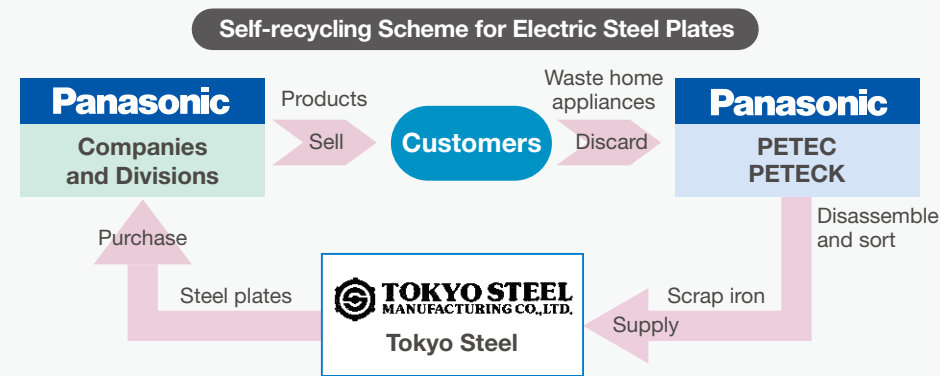 Self-recycling Scheme for Electric Steel Plates
Panasonic
Companies
and Divisions
Products
Sell
Customers
Waste home
appliances
Discard
Panasonic
PETEC
PETECK
Disassemble
and sort
Scrap iron
Supply
TOKYO STEEL
MANUFACTURING CO.,LTD.
Tokyo Steel
Steel plates
Purchase